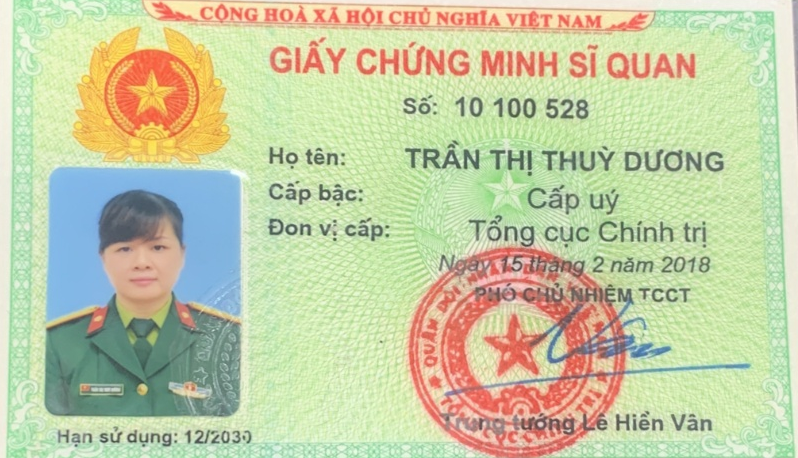 CỘNG HOÀ XÃ HỘI CHỦ NGHĨA VIỆT NAM
GIẤY CHỨNG MINH SĨ QUAN
Số: 10 100 528
Họ tên: TRẦN THỊ THUỲ DƯƠNG
Cấp bậc: Cấp uý
Đơn vị cấp: Tổng cục Chính trị
Ngày 15 tháng 2 năm 2018
PHÓ CHỦ NHIỆM TCCT
Trung tướng Lê Hiền Vân
Hạn sử dụng: 12/2030